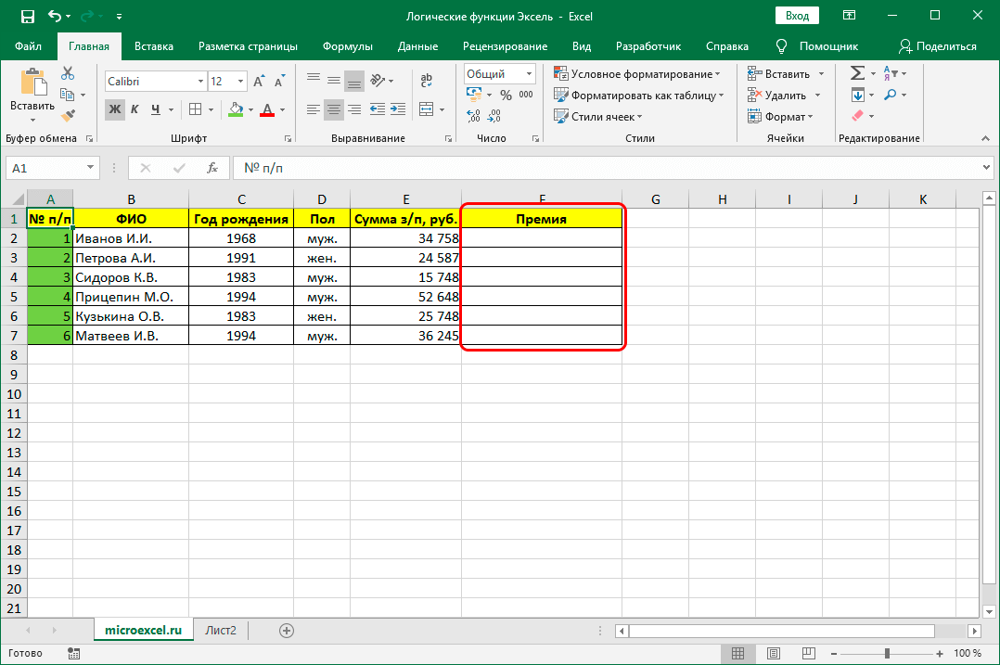 Логические функции Эксель - Excel
Вход
Файл Главная Вставка Разметка страницы Формулы Данные Рецензирование Вид Разработчик Справка Помощник Поделиться
Вставить
Calibri 12
Ж К Ч
ab
Общий
% 000
Условное форматирование
Форматировать как таблицу
Стили ячеек
Вставить
Удалить
Формат
Буфер обмена Шрифт Выравнивание Число Стили Ячейки Редактирование
A1 fx № п/п
A B C D E F G H I J K
1 № п/п ФИО Год рождения Пол Сумма з/п, руб. Премия
2 1 Иванов И.И. 1968 муж. 34 758
3 2 Петрова А.И. 1991 жен. 24 587
4 3 Сидоров К.В. 1983 муж. 15 748
5 4 Прицепин М.О. 1994 муж. 52 648
6 5 Кузькина О.В. 1983 жен. 25 748
7 6 Матвеев И.В. 1994 муж. 36 245
8
9
10
11
12
13
14
15
16
17
18
19
20
21
microexcel.ru Лист2
Готово 100 %